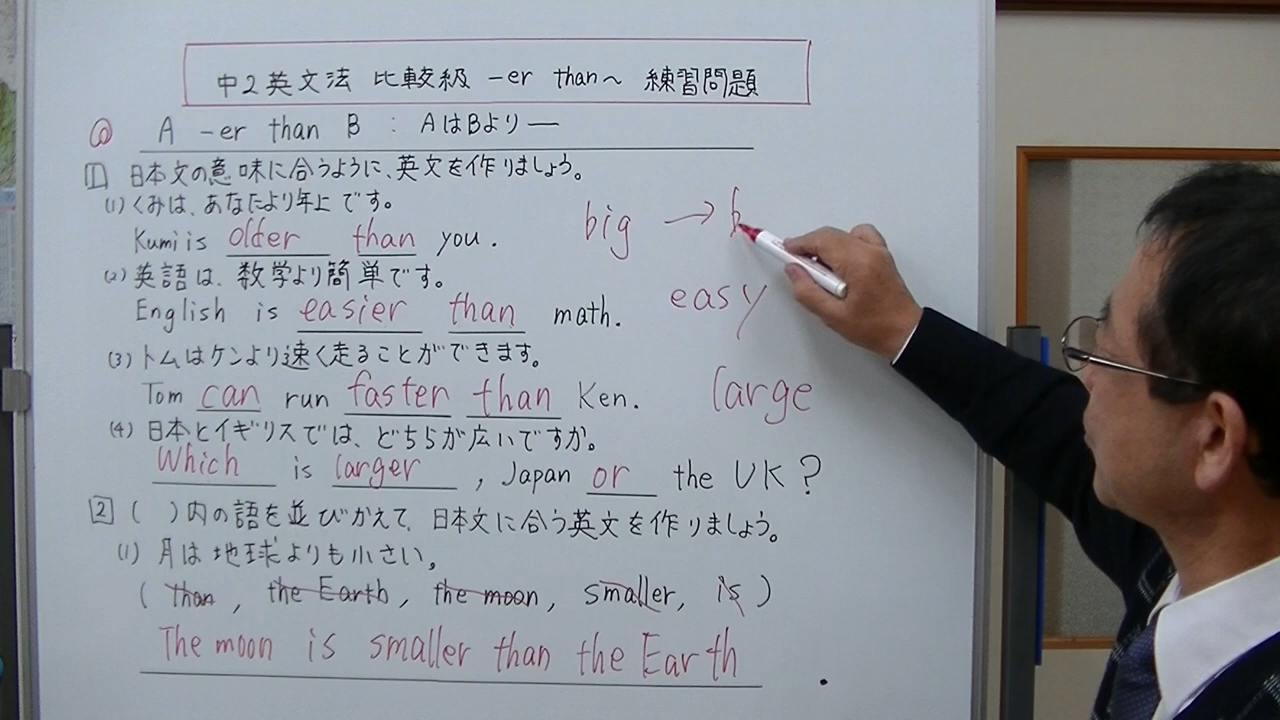 中2英文法 比較級 -er than～ 練習問題
◎ A -er than B : AはBより―
1 日本文の意味に合うように、英文を作りましょう。
(1) くみは、あなたより年上です。
Kumi is older than you.
big → b
(2) 英語は、数学より簡単です。
English is easier than math.
easy
(3) トムはケンより速く走ることができます。
Tom can run faster than Ken.
large
(4) 日本とイギリスでは、どちらが広いですか。
Which is larger, Japan or the UK?
2 ( )内の語を並びかえて、日本文に合う英文を作りましょう。
(1) 月は地球よりも小さい。
(than, the Earth, the moon, smaller, is)
The moon is smaller than the Earth.